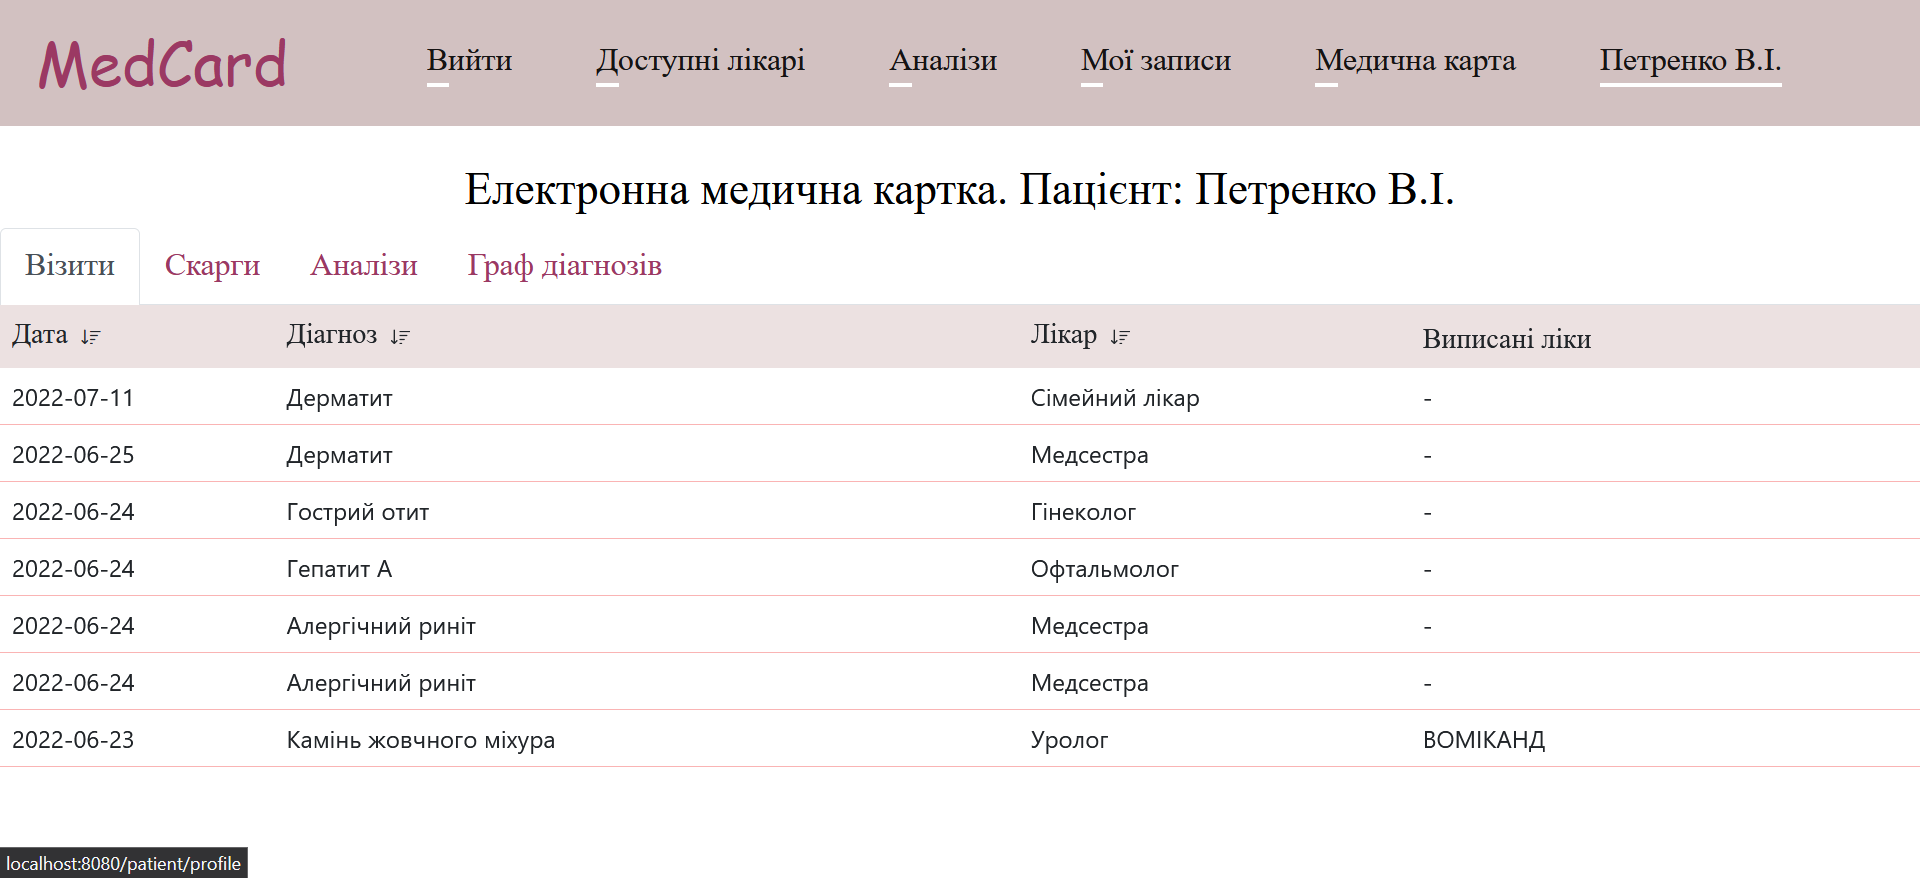 MedCard Вийти Доступні лікарі Аналізи Мої записи Медична карта Петренко В.І.
Електронна медична картка. Пацієнт: Петренко В.І.
Візити Скарги Аналізи Граф діагнозів
Дата Діагноз Лікар Виписані ліки
2022-07-11 Дерматит Сімейний лікар -
2022-06-25 Дерматит Медсестра -
2022-06-24 Гострий отит Гінеколог -
2022-06-24 Гепатит А Офтальмолог -
2022-06-24 Алергічний риніт Медсестра -
2022-06-24 Алергічний риніт Медсестра -
2022-06-23 Камінь жовчного міхура Уролог ВОМІКАНД
localhost:8080/patient/profile